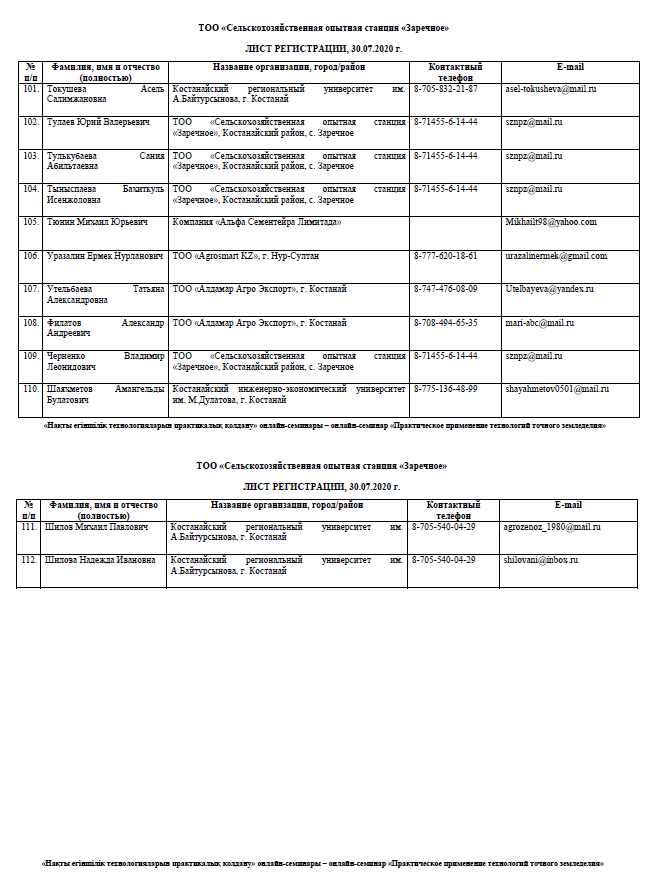 ТОО «Сельскохозяйственная опытная станция «Заречное»
ЛИСТ РЕГИСТРАЦИИ, 30.07.2020 г.
№ п/п Фамилия, имя и отчество (полностью) Название организации, город/район Контактный телефон E-mail
101. Токушева Асель Костанайский региональный университет им. 8-705-832-21-87 asel-tokusheva@mail.ru
Салимжановна А.Байтурсынова, г. Костанай
102. Тулаев Юрий Валерьевич ТОО «Сельскохозяйственная опытная станция 8-71455-6-14-44 sznpz@mail.ru
«Заречное», Костанайский район, с. Заречное
103. Тулькубаева Сания ТОО «Сельскохозяйственная опытная станция 8-71455-6-14-44 sznpz@mail.ru
Абильтаевна «Заречное», Костанайский район, с. Заречное
104. Тыныспаева Бахиткуль ТОО «Сельскохозяйственная опытная станция 8-71455-6-14-44 sznpz@mail.ru
Исенжоловна «Заречное», Костанайский район, с. Заречное
105. Тюнин Михаил Юрьевич Компания «Альфа Сементейра Лимитада» Mikhailt98@yahoo.com
106. Уразалин Ермек Нурланович ТОО «Agrosmart KZ», г. Нур-Султан 8-777-620-18-61 urazalinermek@gmail.com
107. Утельбаева Татьяна ТОО «Алдамар Агро Экспорт», г. Костанай 8-747-476-08-09 Utelbayeva@yandex.ru
Александровна
108. Филатов Александр ТОО «Алдамар Агро Экспорт», г. Костанай 8-708-494-65-35 mari-abc@mail.ru
Андреевич
109. Черненко Владимир ТОО «Сельскохозяйственная опытная станция 8-71455-6-14-44 sznpz@mail.ru
Леонидович «Заречное», Костанайский район, с. Заречное
110. Шаяхметов Амангельды Костанайский инженерно-экономический университет 8-775-136-48-99 shayahmetov0501@mail.ru
Булатович им. М.Дулатова, г. Костанай
«Нақты егіншілік технологияларын практикалық қолдану» онлайн-семинары – онлайн-семинар «Практическое применение технологий точного земледелия»
ТОО «Сельскохозяйственная опытная станция «Заречное»
ЛИСТ РЕГИСТРАЦИИ, 30.07.2020 г.
№ п/п Фамилия, имя и отчество (полностью) Название организации, город/район Контактный телефон E-mail
111. Шилов Михаил Павлович Костанайский региональный университет им. 8-705-540-04-29 agrozenoz_1980@mail.ru
А.Байтурсынова, г. Костанай
112. Шилова Надежда Ивановна Костанайский региональный университет им. 8-705-540-04-29 shilovani@inbox.ru
А.Байтурсынова, г. Костанай
«Нақты егіншілік технологияларын практикалық қолдану» онлайн-семинары – онлайн-семинар «Практическое применение технологий точного земледелия»